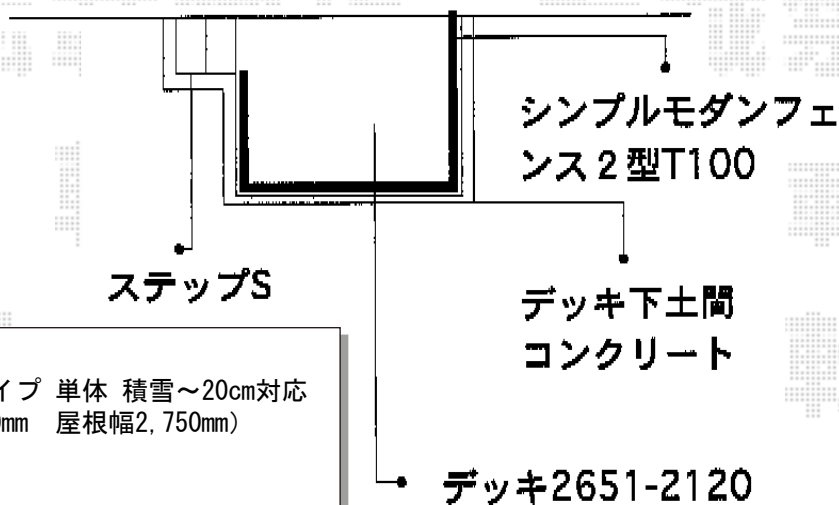 シンプルモダンフェ
ンス2型T100
ステップS
デッキ下土間
コンクリート
イプ 単体 積雪～20cm対応
mm 屋根幅2,750mm)
デッキ2651-2120